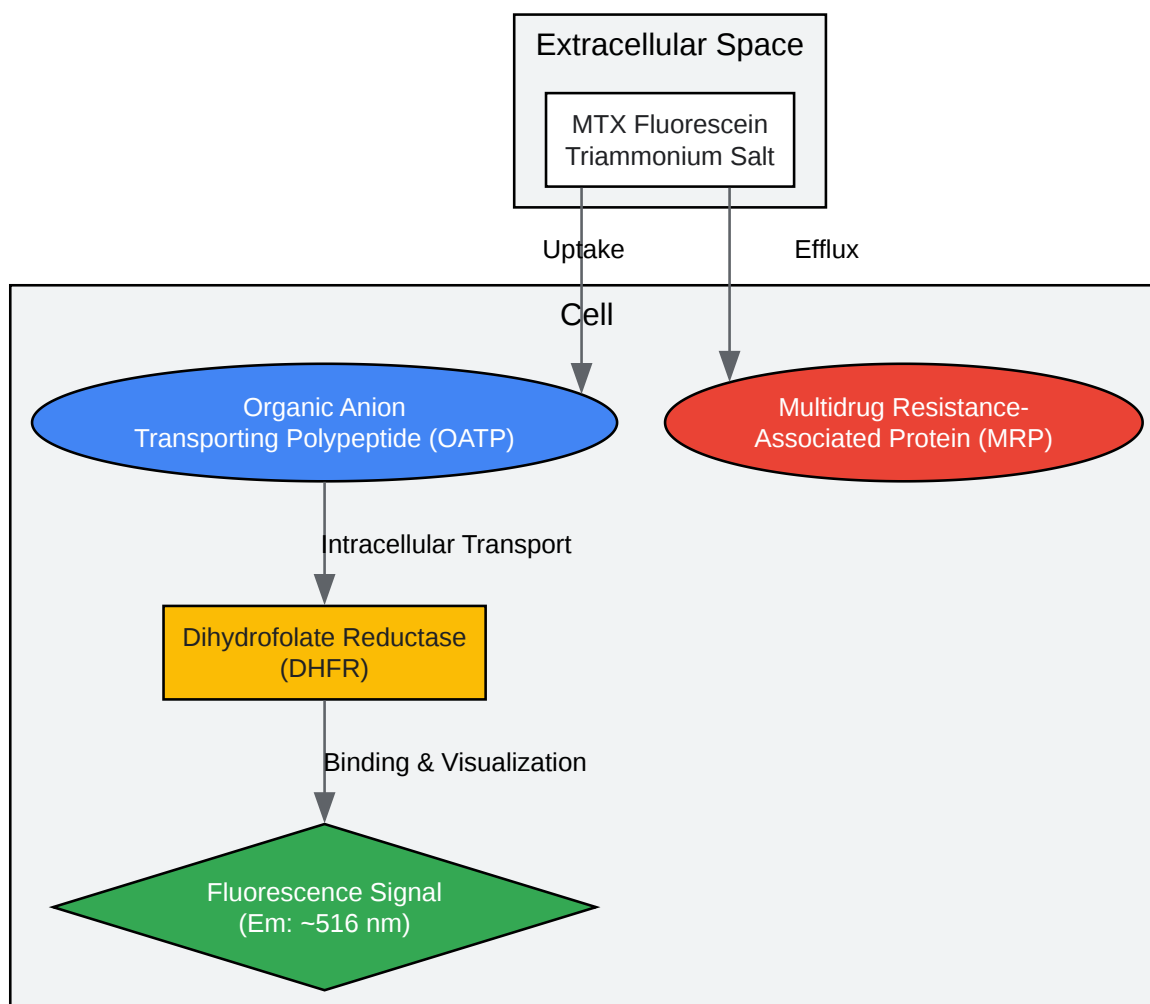 Extracellular Space
MTX Fluorescein
Triammonium Salt
Uptake
Efflux
Cell
Organic Anion
Transporting Polypeptide (OATP)
Multidrug Resistance-
Associated Protein (MRP)
Intracellular Transport
Dihydrofolate Reductase
(DHFR)
Binding & Visualization
Fluorescence Signal
(Em: ~516 nm)